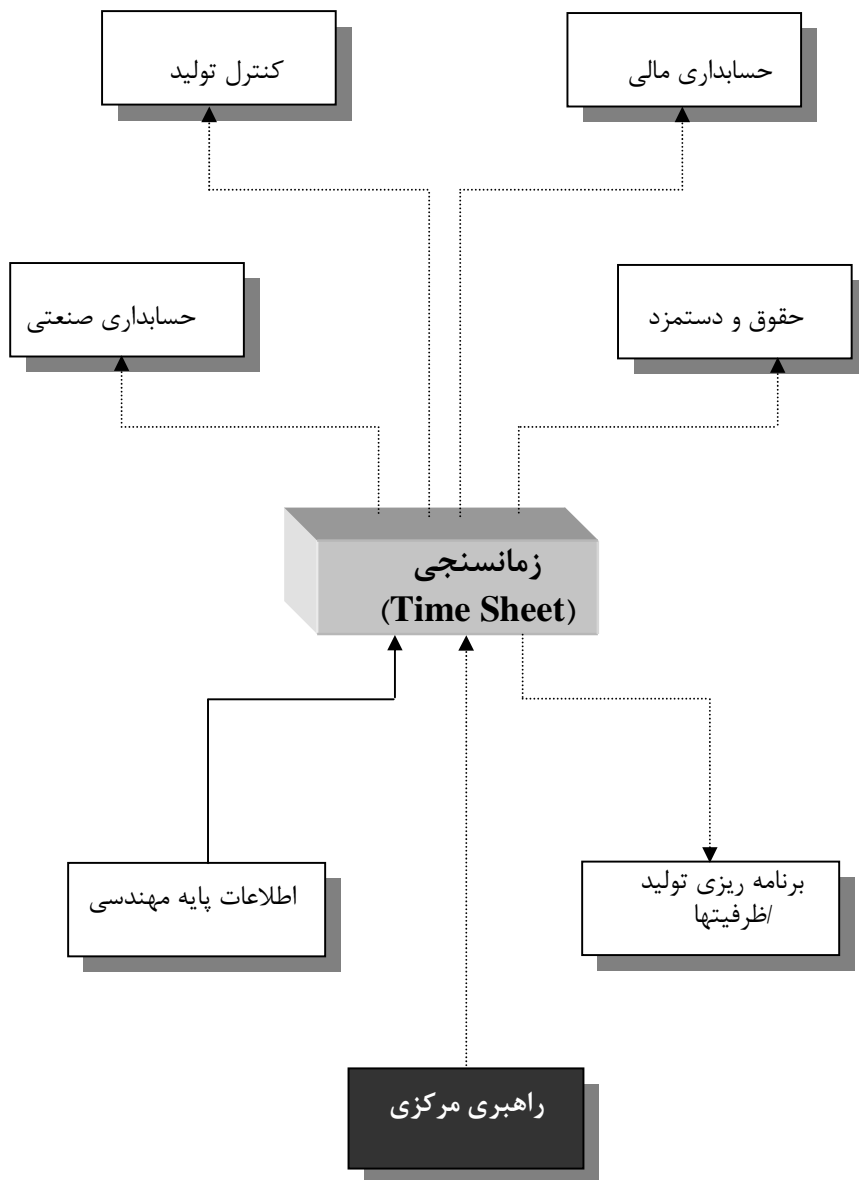 حسابداری مالی
کنترل تولید
حقوق و دستمزد
حسابداری صنعتی
زمانسنجی
(Time Sheet)
برنامه ریزی تولید
/ظرفیتها
اطلاعات پایه مهندسی
راهبری مرکزی